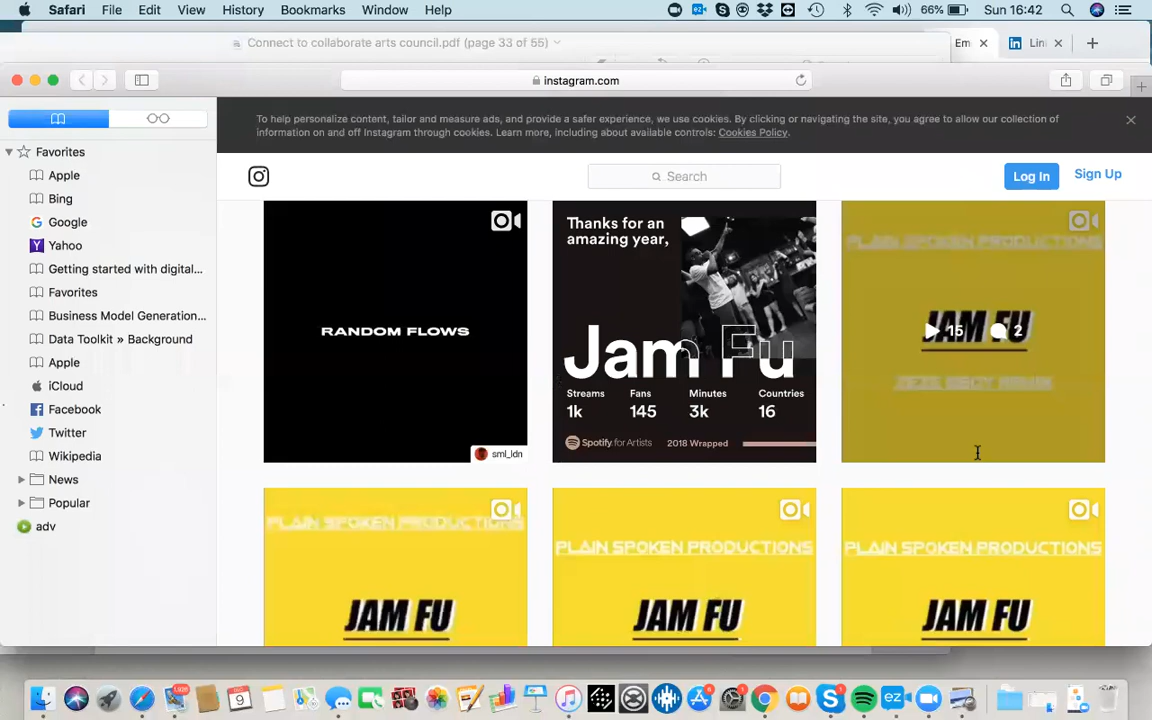 Safari File Edit View History Bookmarks Window Help 66% Sun 16:42
Connect to collaborate arts council.pdf (page 33 of 55)
Em
Lin
instagram.com
To help personalize content, tailor and measure ads, and provide a safer experience, we use cookies. By clicking or navigating the site, you agree to allow our collection of
information on and off Instagram through cookies. Learn more, including about available controls: Cookies Policy.
Search
Log In
Sign Up
Favorites
Apple
Bing
Google
Yahoo
Getting started with digital...
Favorites
Business Model Generation...
Data Toolkit » Background
Apple
iCloud
Facebook
Twitter
Wikipedia
News
Popular
adv
RANDOM FLOWS
sml_ldn
Thanks for an
amazing year,
Jam Fu
Streams Fans Minutes Countries
1k 145 3k 16
Spotify for Artists 2018 Wrapped
PLAIN SPOKEN PRODUCTIONS
JAM FU
15 2
PLAIN SPOKEN PRODUCTIONS
JAM FU
PLAIN SPOKEN PRODUCTIONS
JAM FU
PLAIN SPOKEN PRODUCTIONS
JAM FU